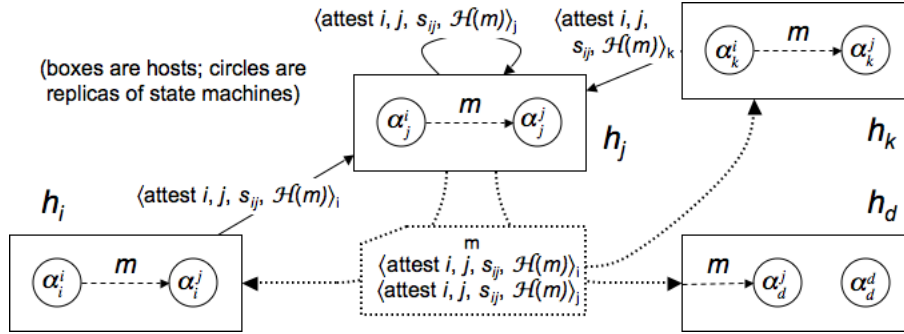 ⟨attest i, j, s_ij, ℋ(m)⟩_j
⟨attest i, j,
s_ij, ℋ(m)⟩_k
(boxes are hosts; circles are
replicas of state machines)
α_k^i m α_k^j
α_j^i m α_j^j
h_j
h_k
⟨attest i, j, s_ij, ℋ(m)⟩_i
h_i
h_d
m
⟨attest i, j, s_ij, ℋ(m)⟩_i
⟨attest i, j, s_ij, ℋ(m)⟩_j
α_i^i m α_i^j
m α_d^j α_d^d